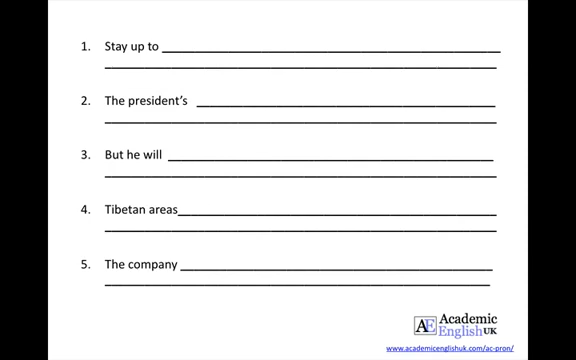 1. Stay up to
2. The president's
3. But he will
4. Tibetan areas
5. The company
AE Academic
English UK
www.academicenglishuk.com/ac-pron/